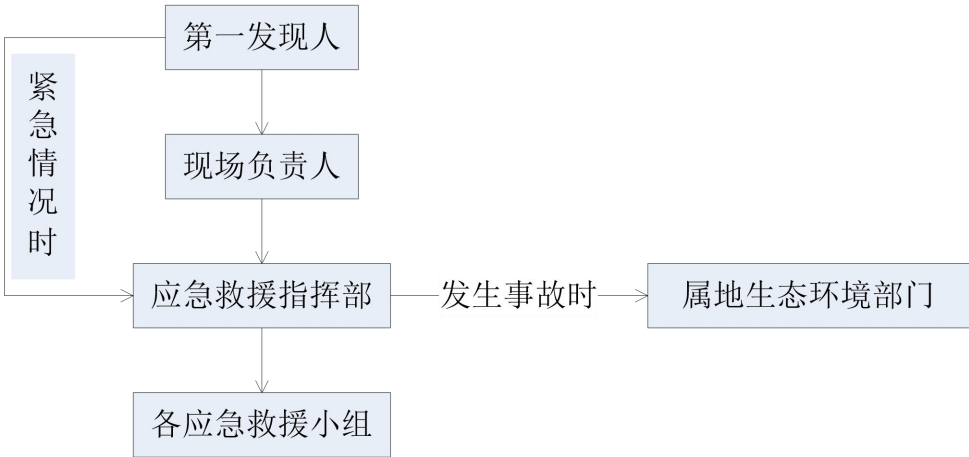 第一发现人
紧急情况时
现场负责人
应急救援指挥部
发生事故时
属地生态环境部门
各应急救援小组